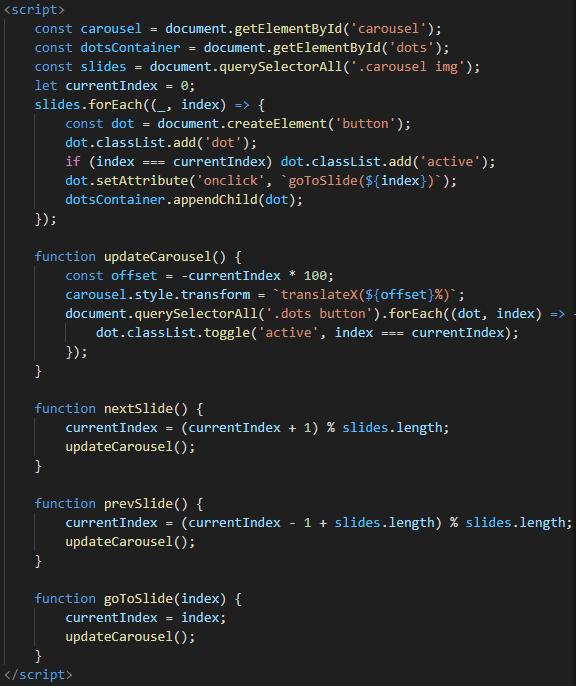 <script>
    const carousel = document.getElementById('carousel');
    const dotsContainer = document.getElementById('dots');
    const slides = document.querySelectorAll('.carousel img');
    let currentIndex = 0;
    slides.forEach((_, index) => {
        const dot = document.createElement('button');
        dot.classList.add('dot');
        if (index === currentIndex) dot.classList.add('active');
        dot.setAttribute('onclick', `goToSlide(${index})`);
        dotsContainer.appendChild(dot);
    });

    function updateCarousel() {
        const offset = -currentIndex * 100;
        carousel.style.transform = `translateX(${offset}%)`;
        document.querySelectorAll('.dots button').forEach((dot, index) =>
            dot.classList.toggle('active', index === currentIndex);
        });
    }

    function nextSlide() {
        currentIndex = (currentIndex + 1) % slides.length;
        updateCarousel();
    }

    function prevSlide() {
        currentIndex = (currentIndex - 1 + slides.length) % slides.length;
        updateCarousel();
    }

    function goToSlide(index) {
        currentIndex = index;
        updateCarousel();
    }
</script>